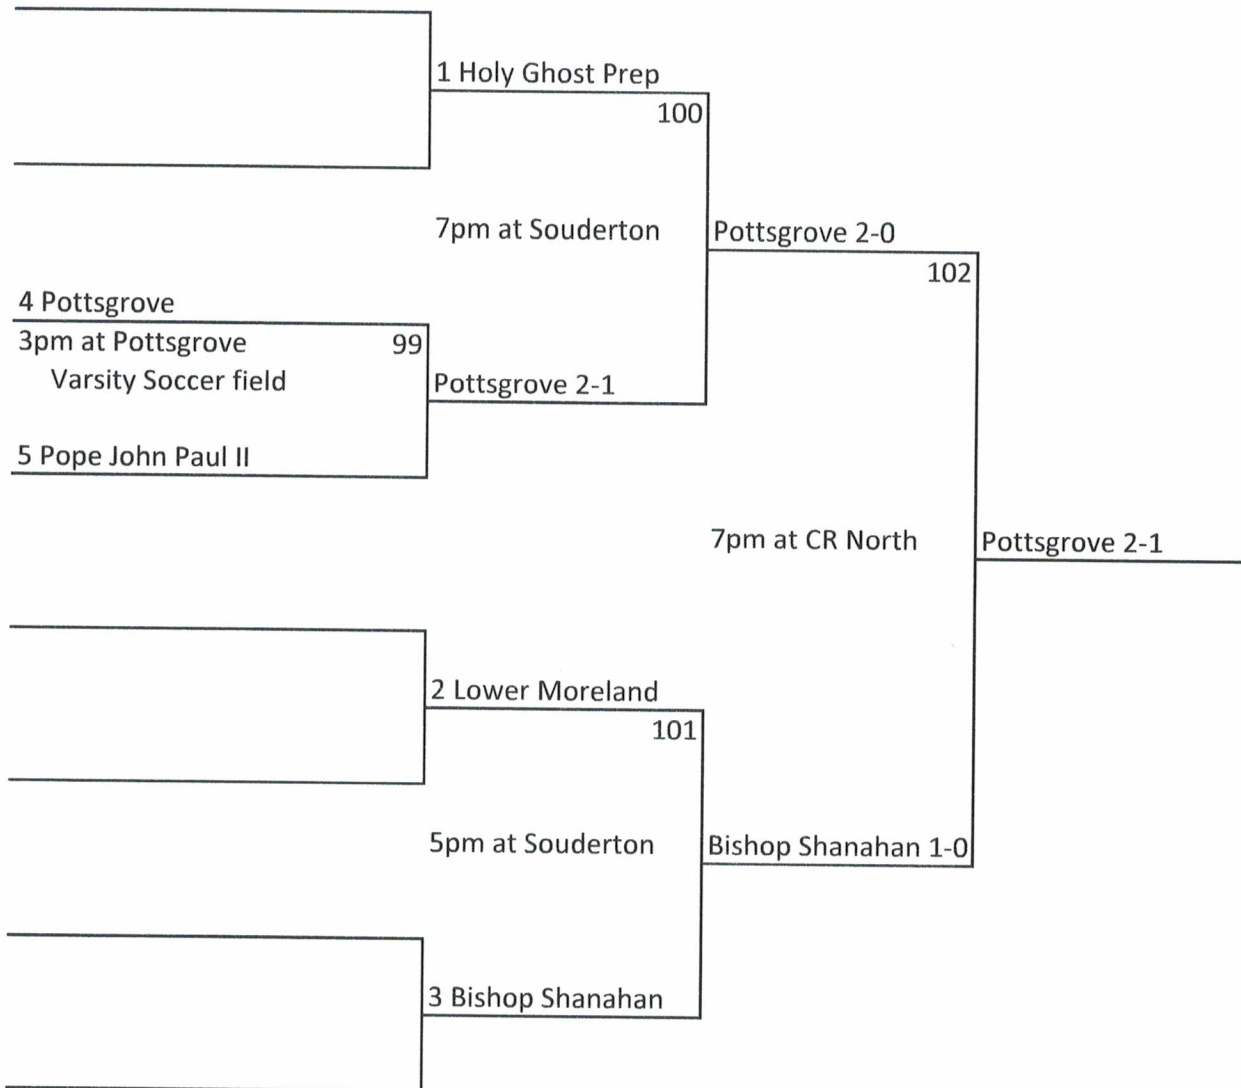 1 Holy Ghost Prep
100
7pm at Souderton
Pottsgrove 2-0
102
4 Pottsgrove
3pm at Pottsgrove
99
Varsity Soccer field
Pottsgrove 2-1
5 Pope John Paul II
7pm at CR North
Pottsgrove 2-1
2 Lower Moreland
101
5pm at Souderton
Bishop Shanahan 1-0
3 Bishop Shanahan